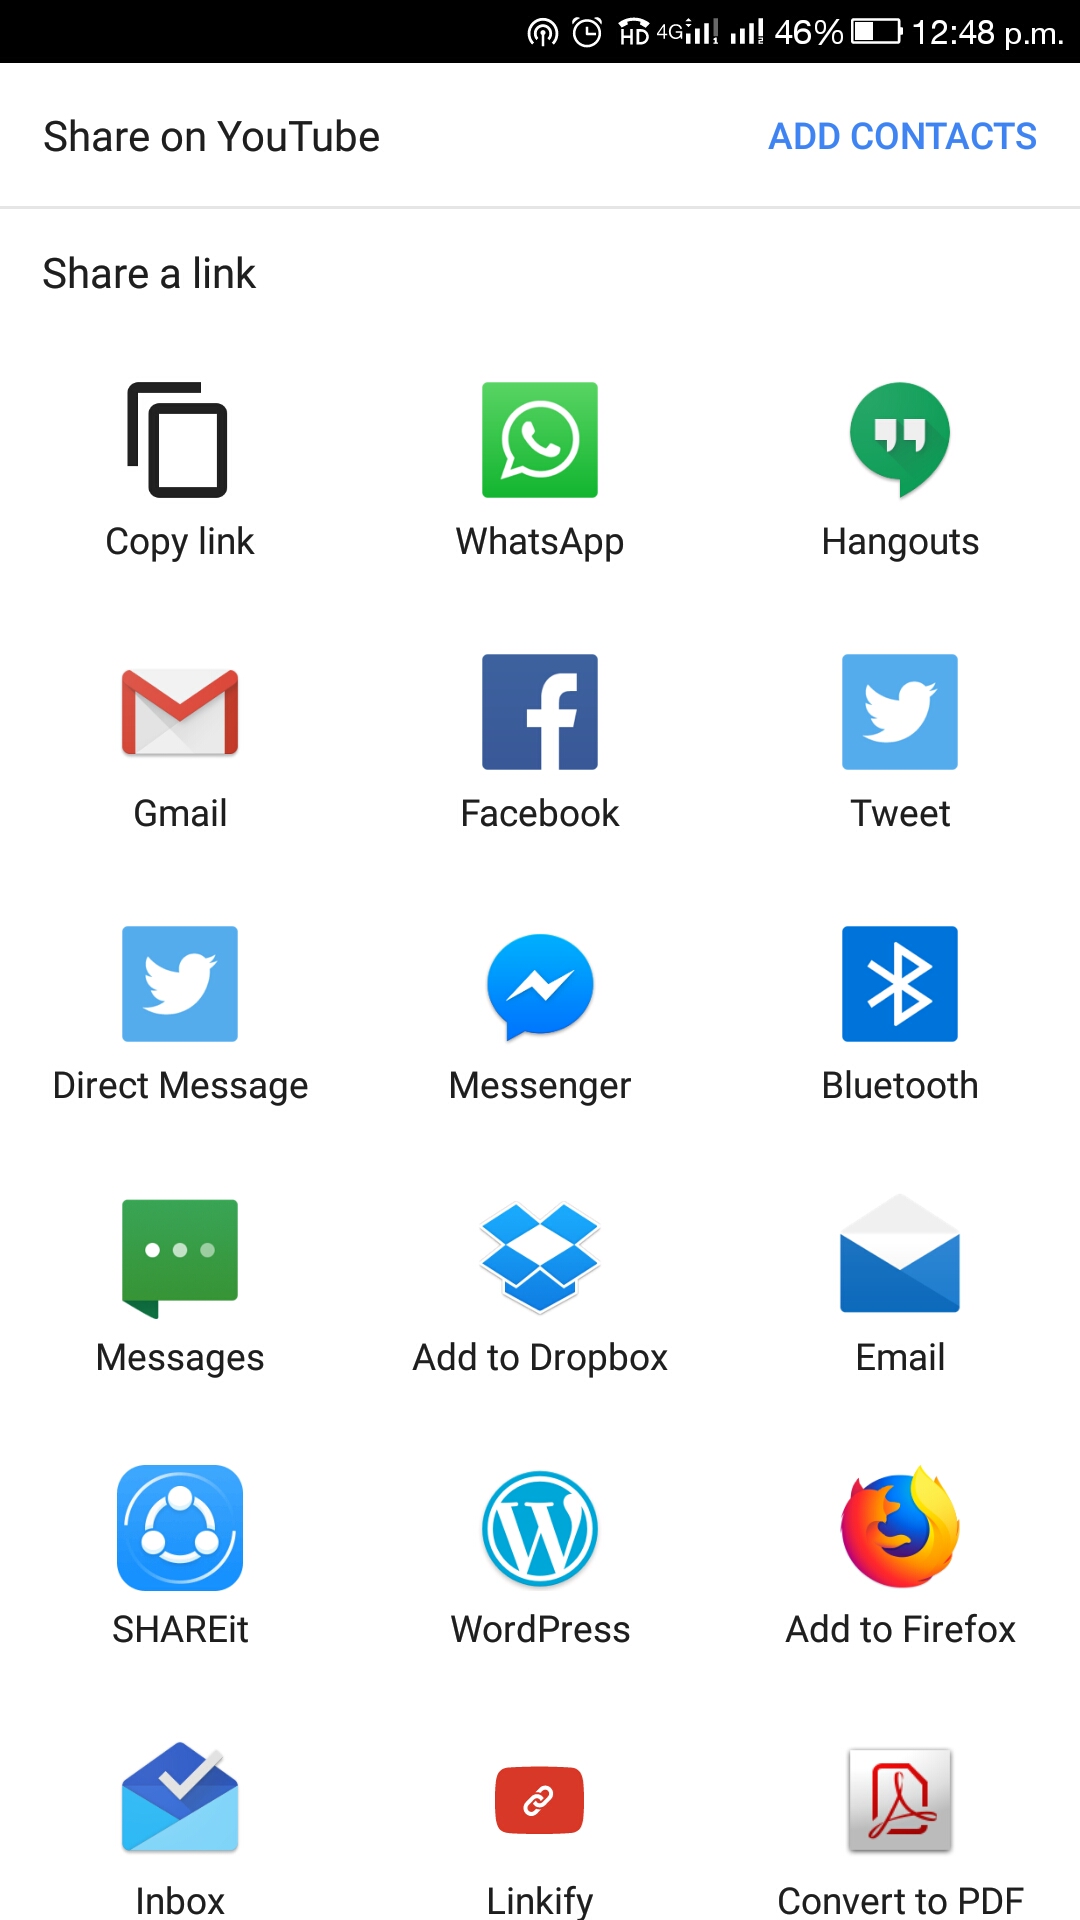 HD 4G 1 2 46% 12:48 p.m.
Share on YouTube ADD CONTACTS
Share a link
Copy link WhatsApp Hangouts
Gmail Facebook Tweet
Direct Message Messenger Bluetooth
Messages Add to Dropbox Email
SHAREit WordPress Add to Firefox
Inbox Linkify Convert to PDF